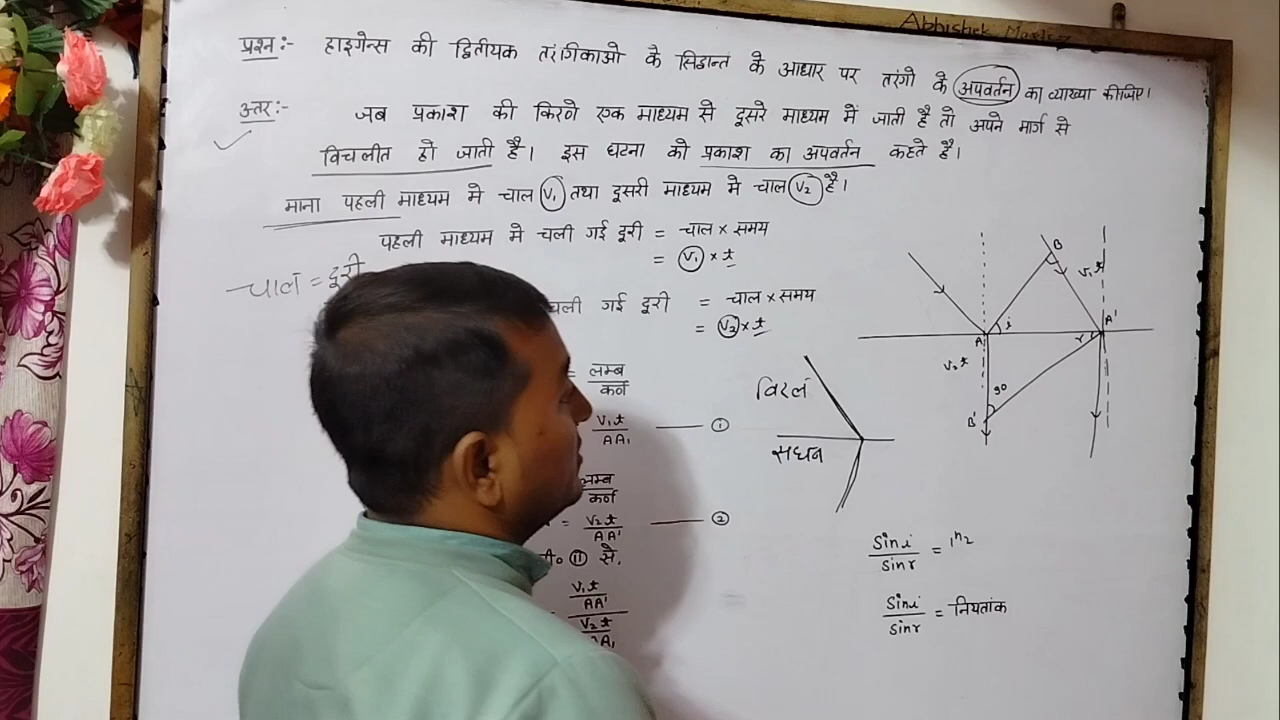 Abhishek
प्रश्न :- हाइगेन्स की द्वितीयक तरंगिकाओ के सिद्धान्त के आधार पर तरंगो के अपवर्तन का व्याख्या कीजिए।
उत्तर :- जब प्रकाश की किरणे एक माध्यम से दूसरे माध्यम में जाती है तो अपने मार्ग से
विचलीत हो जाती है। इस घटना को प्रकाश का अपवर्तन कहते है।
माना पहली माध्यम मे चाल V₁ तथा दूसरी माध्यम मे चाल V₂ है।
पहली माध्यम मे चली गई दूरी = चाल × समय
= V₁ × t
चाल = दूरी
चली गई दूरी = चाल × समय
= V₂ × t
= लम्ब / कर्ण
= V₁t / AA₁ —— ①
लम्ब / कर्ण
= V₂t / AA' —— ②
ⅠⅠ से,
V₁t / AA'
V₂t
विरल
सघन
B
V₁t
A
i
r
A'
V₂t
90
B'
Sini / sinr = ₁n₂
Sini / sinr = नियतांक